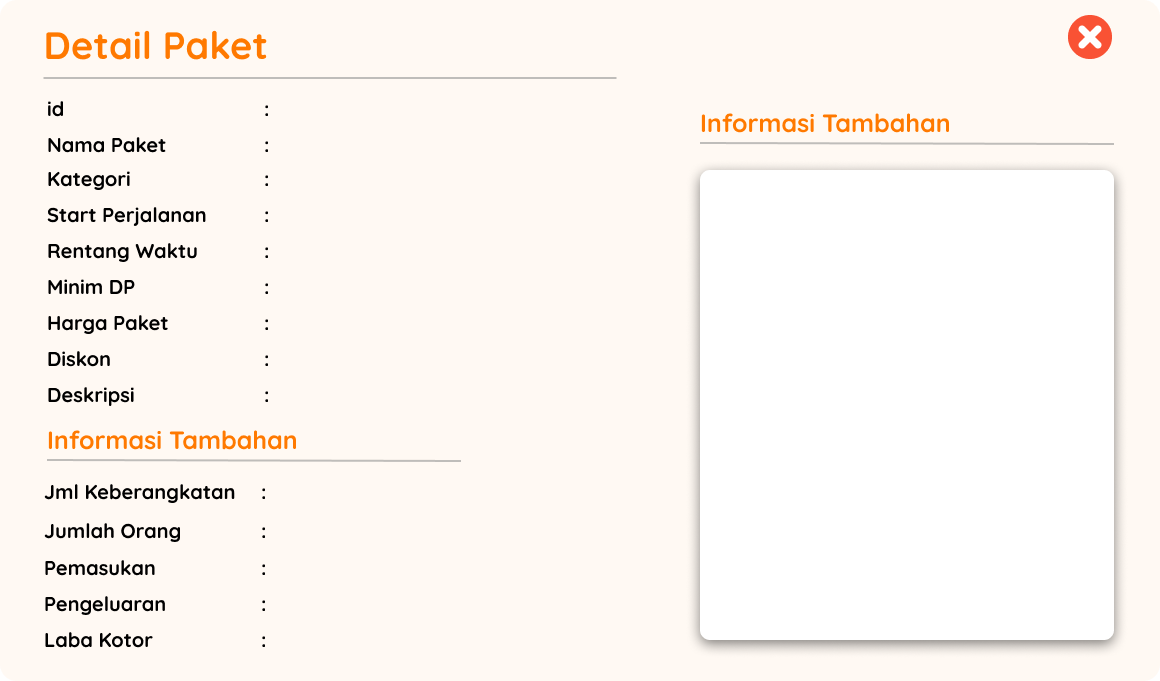 Detail Paket
id :
Nama Paket :
Kategori :
Start Perjalanan :
Rentang Waktu :
Minim DP :
Harga Paket :
Diskon :
Deskripsi :
Informasi Tambahan
Jml Keberangkatan :
Jumlah Orang :
Pemasukan :
Pengeluaran :
Laba Kotor :
Informasi Tambahan